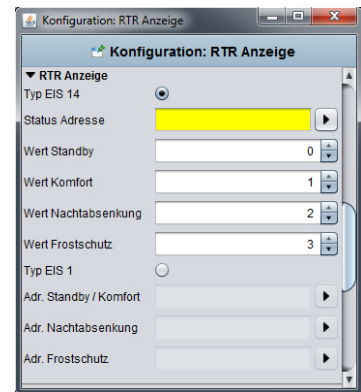 Konfiguration: RTR Anzeige
Konfiguration: RTR Anzeige
RTR Anzeige
Typ EIS 14
Status Adresse
Wert Standby 0
Wert Komfort 1
Wert Nachtabsenkung 2
Wert Frostschutz 3
Typ EIS 1
Adr. Standby / Komfort
Adr. Nachtabsenkung
Adr. Frostschutz